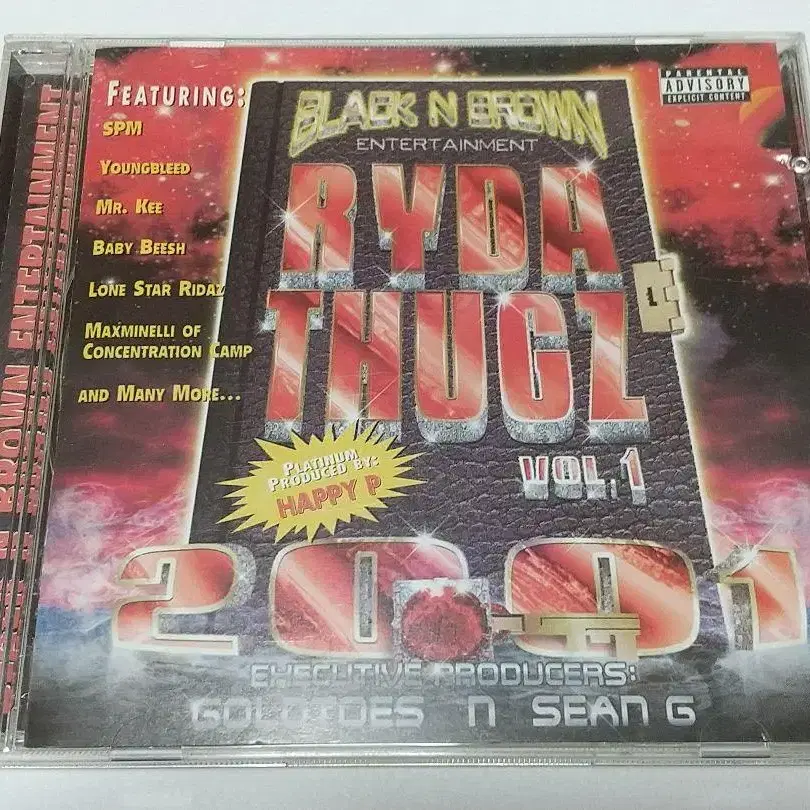 FEATURING:
SPM
YOUNGBLEED
MR. KEE
BABY BEESH
LONE STAR RIDAZ
MAXMINELLI OF
CONCENTRATION CAMP
AND MANY MORE...
BLACK N BROWN
ENTERTAINMENT
RYDA
THUGZ
VOL.1
PLATINUM
PRODUCED BY:
HAPPY P
2001
EXECUTIVE PRODUCERS:
GOLDTOES N SEAN G
PARENTAL
ADVISORY
EXPLICIT CONTENT
BROWN ENTERTAINMENT